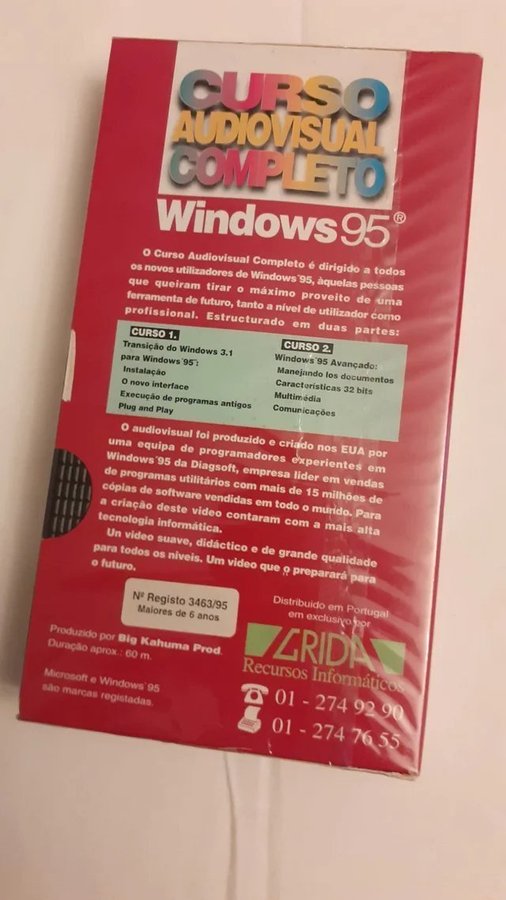 CURSO
AUDIOVISUAL
COMPLETO
Windows 95®
O Curso Audiovisual Completo é dirigido a todos
os novos utilizadores de Windows'95, àquelas pessoas
que queiram tirar o máximo proveito de uma
ferramenta de futuro, tanto a nível de utilizador como
profissional. Estructurado em duas partes:
CURSO 1.
Transição do Windows 3.1
para Windows'95':
Instalação
O novo interface
Execução de programas antigos
Plug and Play
CURSO 2.
Windows'95 Avançado:
Manejando los documentos
Características 32 bits
Multimédia
Comunicações
O audiovisual foi produzido e criado nos EUA por
uma equipa de programadores experientes em
Windows'95 da Diagsoft, empresa líder em vendas
de programas utilitários com mais de 15 milhões de
cópias de software vendidas em todo o mundo. Para
a criação deste video contaram com a mais alta
tecnologia informática.
Un vídeo suave, didáctico e de grande qualidade
para todos os niveis. Um video que o preparará para
o futuro.
Nº Registo 3463/95
Maiores de 6 anos
Produzido por Big Kahuma Prod.
Duração aprox.: 60 m.
Microsoft e Windows'95
são marcas registadas.
Distribuido em Portugal
em exclusivo por
GRIDA
Recursos Informáticos
01 - 274 92 90
01 - 274 76 55